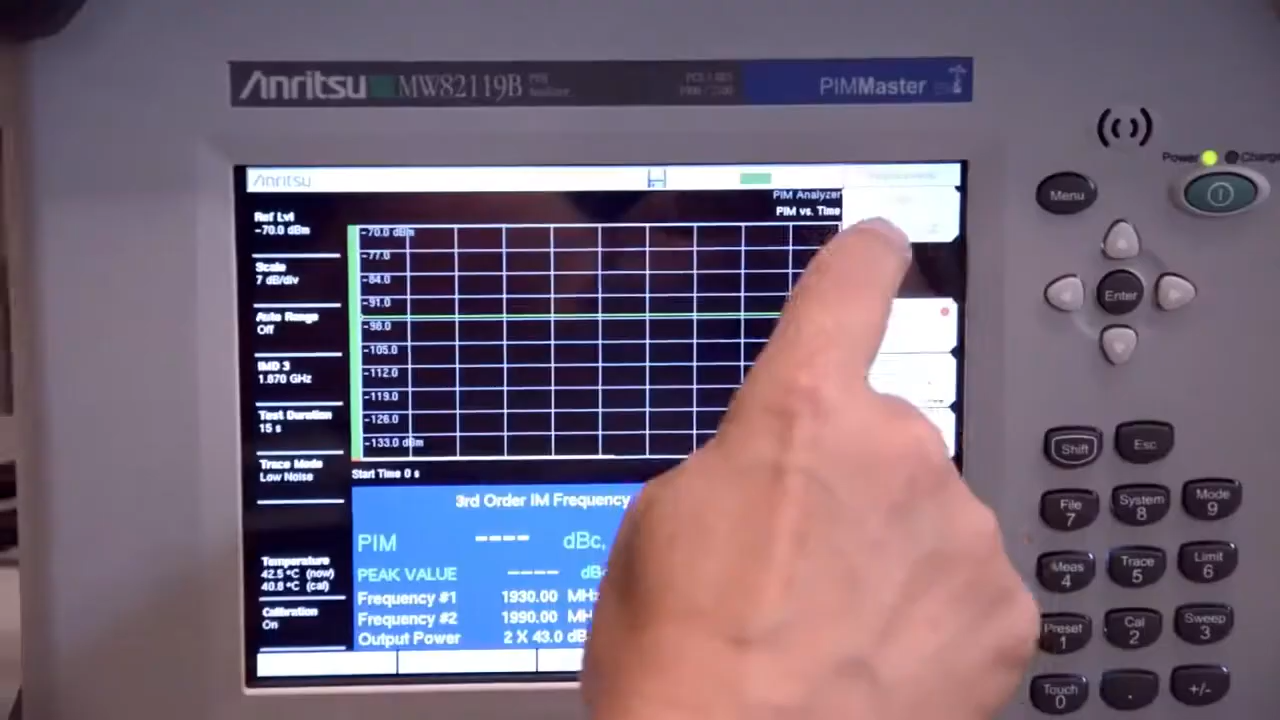 Anritsu MW82119B PIM Analyzer
PIMMaster
Power Charge
Menu
Enter
Shift Esc
File 7 System 8 Mode 9
Meas 4 Trace 5 Limit 6
Preset 1 Cal 2 Sweep 3
Touch 0 . +/-
Anritsu
PIM Analyzer
PIM vs. Time
Ref Lvl
-70.0 dBm
Scale
7 dB/div
Auto Range
Off
IMD 3
1.870 GHz
Test Duration
15 s
Trace Mode
Low Noise
Temperature
42.5 °C (now)
40.8 °C (cal)
Calibration
On
-70.0 dBm
-77.0
-84.0
-91.0
-98.0
-105.0
-112.0
-119.0
-126.0
-133.0 dBm
Start Time 0 s
3rd Order IM Frequency
PIM ---- dBc,
PEAK VALUE ----
Frequency #1 1930.00 MHz
Frequency #2 1990.00
Output Power 2 X 43.0